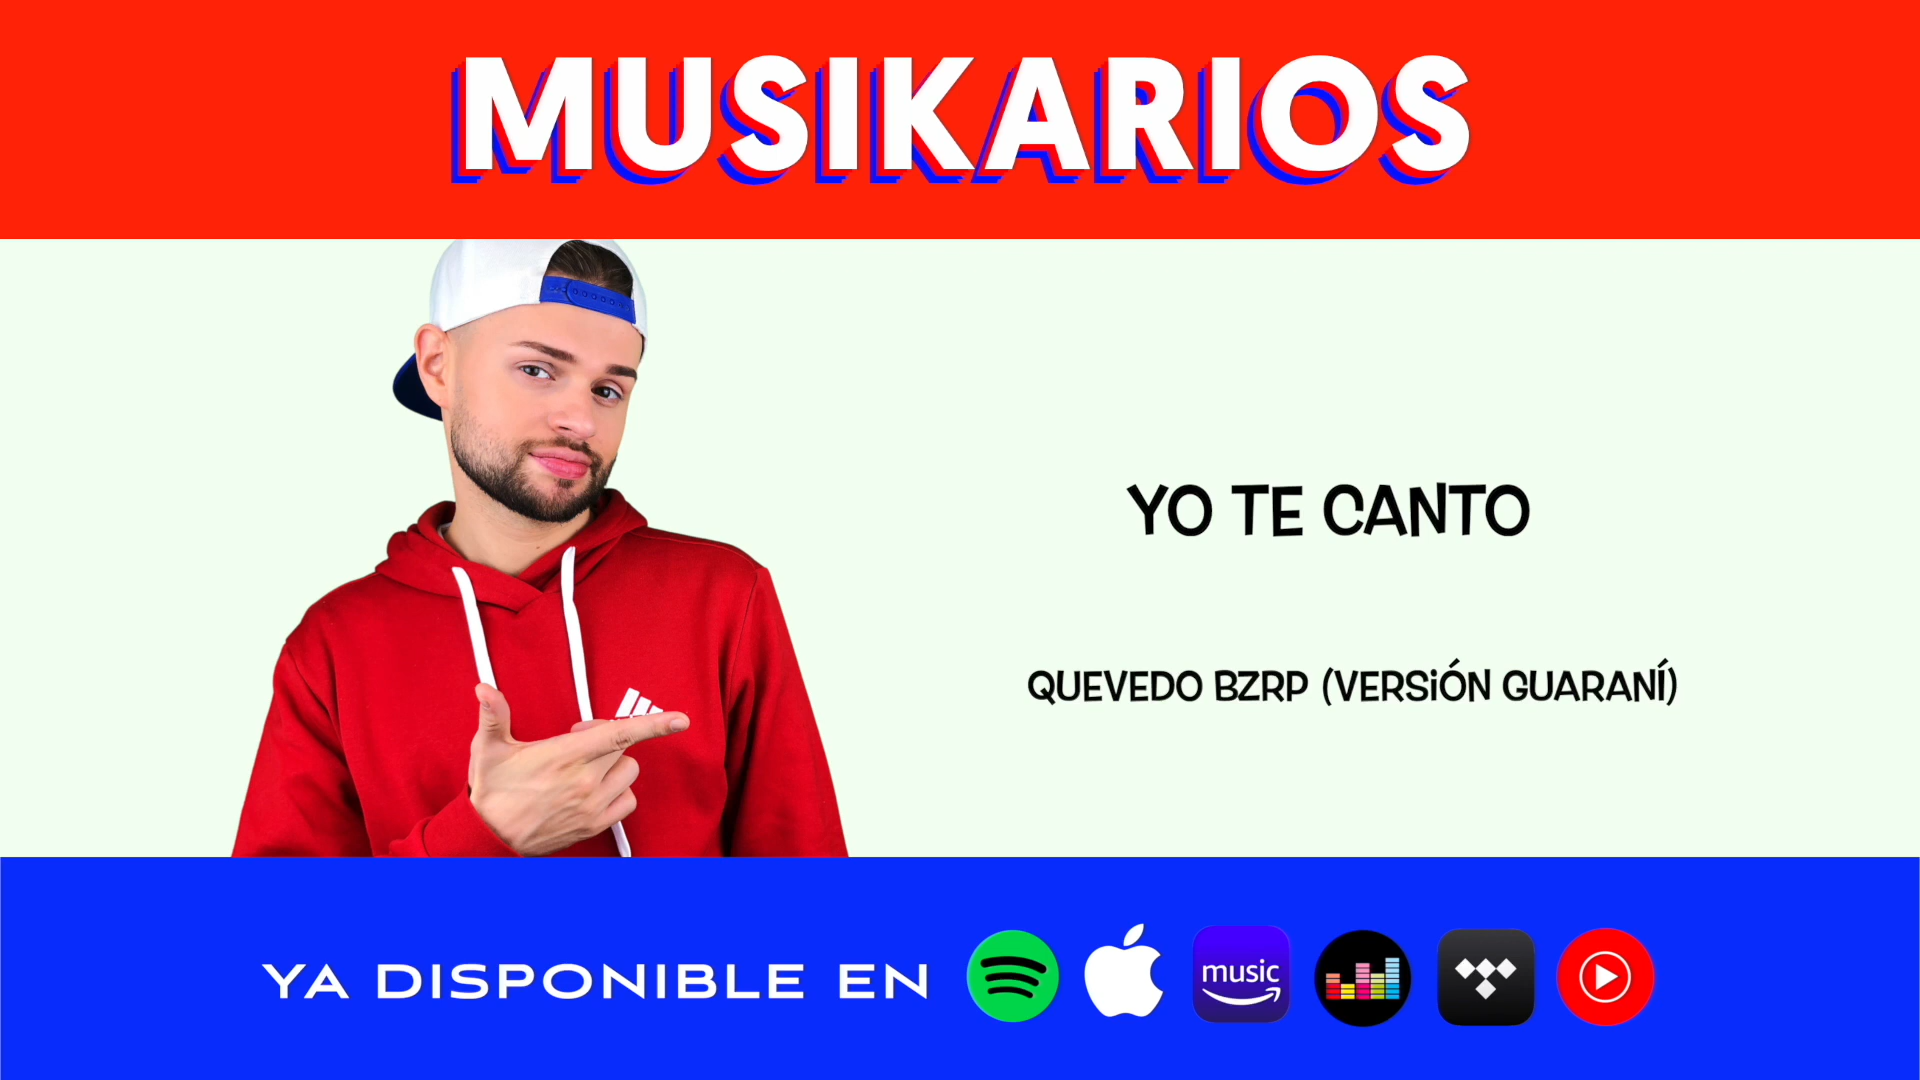 MUSIKARIOS
YO TE CANTO
QUEVEDO BZRP (VERSiÓN GUARANÍ)
YA DISPONIBLE EN
music